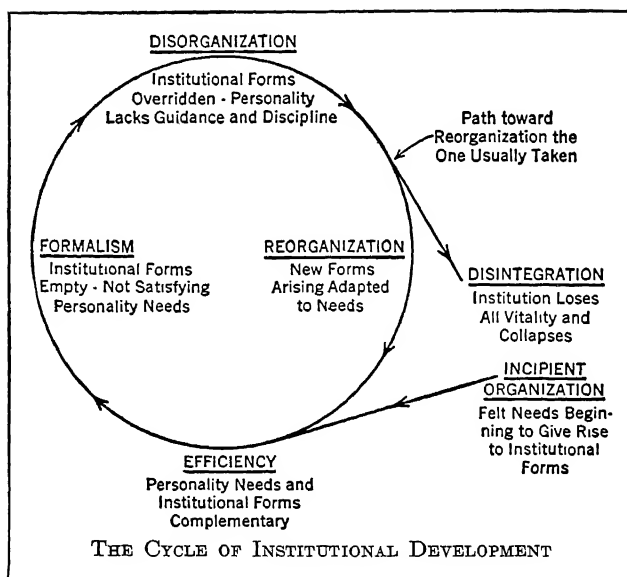 DISORGANIZATION
Institutional Forms
Overridden - Personality
Lacks Guidance and Discipline
Path toward
Reorganization the
One Usually Taken
FORMALISM
Institutional Forms
Empty - Not Satisfying
Personality Needs
REORGANIZATION
New Forms
Arising Adapted
to Needs
DISINTEGRATION
Institution Loses
All Vitality and
Collapses
INCIPIENT
ORGANIZATION
Felt Needs Begin-
ning to Give Rise
to Institutional
Forms
EFFICIENCY
Personality Needs and
Institutional Forms
Complementary
THE CYCLE OF INSTITUTIONAL DEVELOPMENT